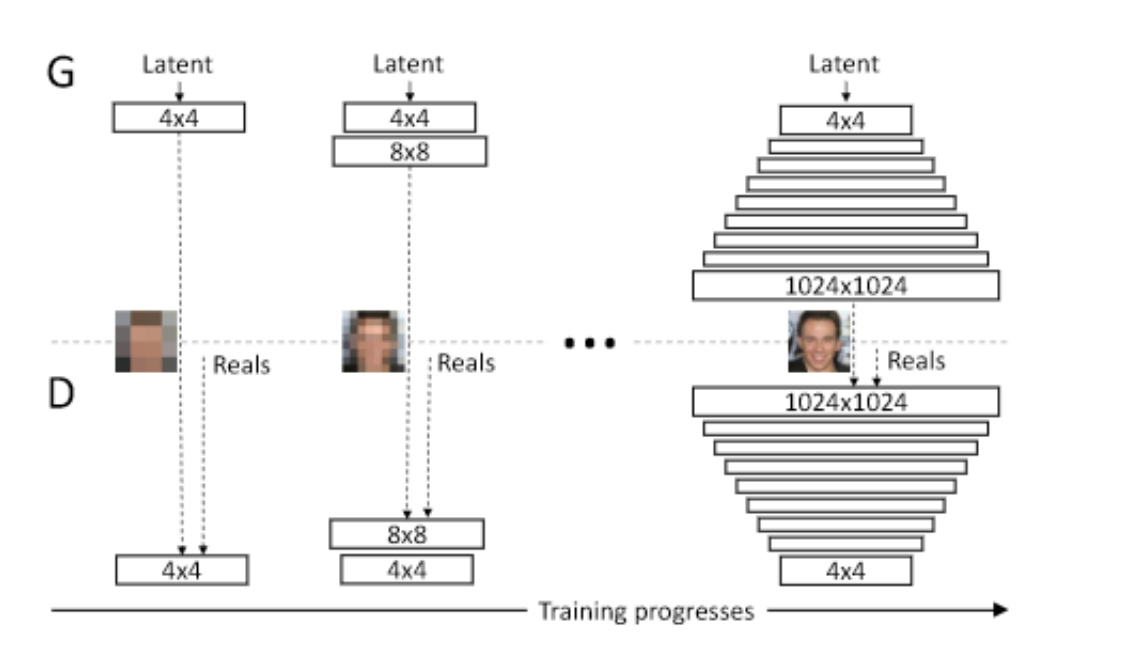 G
Latent
Latent
Latent
4x4
4x4
4x4
8x8
1024x1024
Reals
Reals
Reals
D
1024x1024
8x8
4x4
4x4
4x4
Training progresses